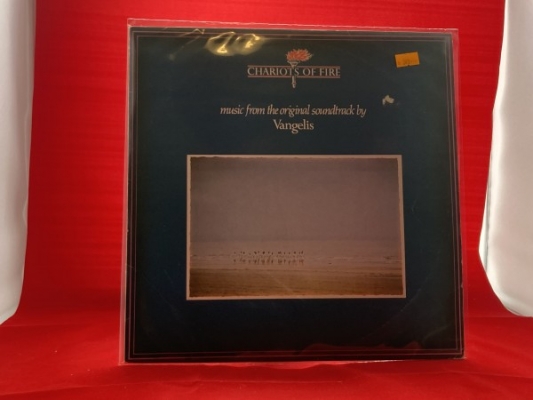 CHARIOTS OF FIRE
music from the original soundtrack by
Vangelis